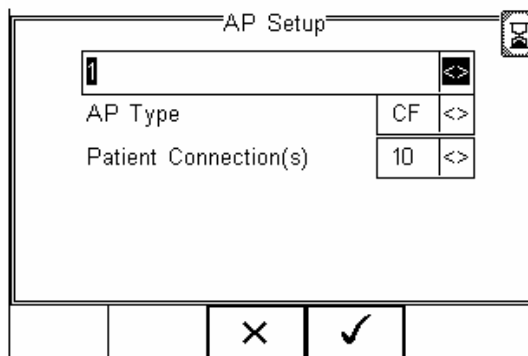 AP Setup
1 <>
AP Type CF <>
Patient Connection(s) 10 <>